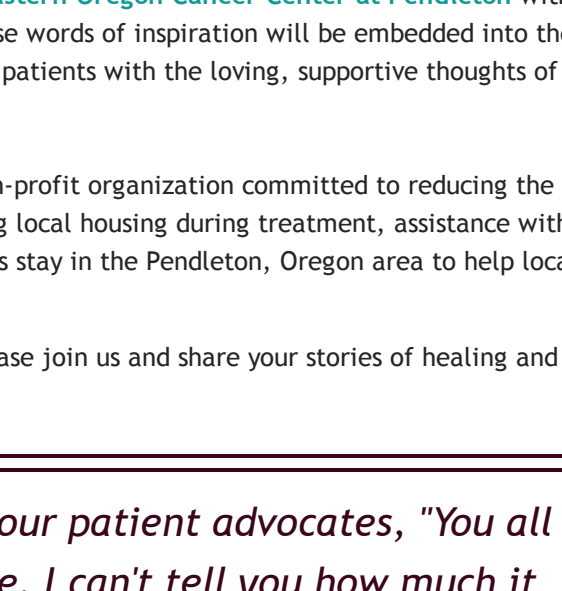 Eastern Oregon Cancer Center at Pendleton with
se words of inspiration will be embedded into the
patients with the loving, supportive thoughts of
n-profit organization committed to reducing the
g local housing during treatment, assistance with
s stay in the Pendleton, Oregon area to help loca
ase join us and share your stories of healing and
our patient advocates, "You all
e. I can't tell you how much it